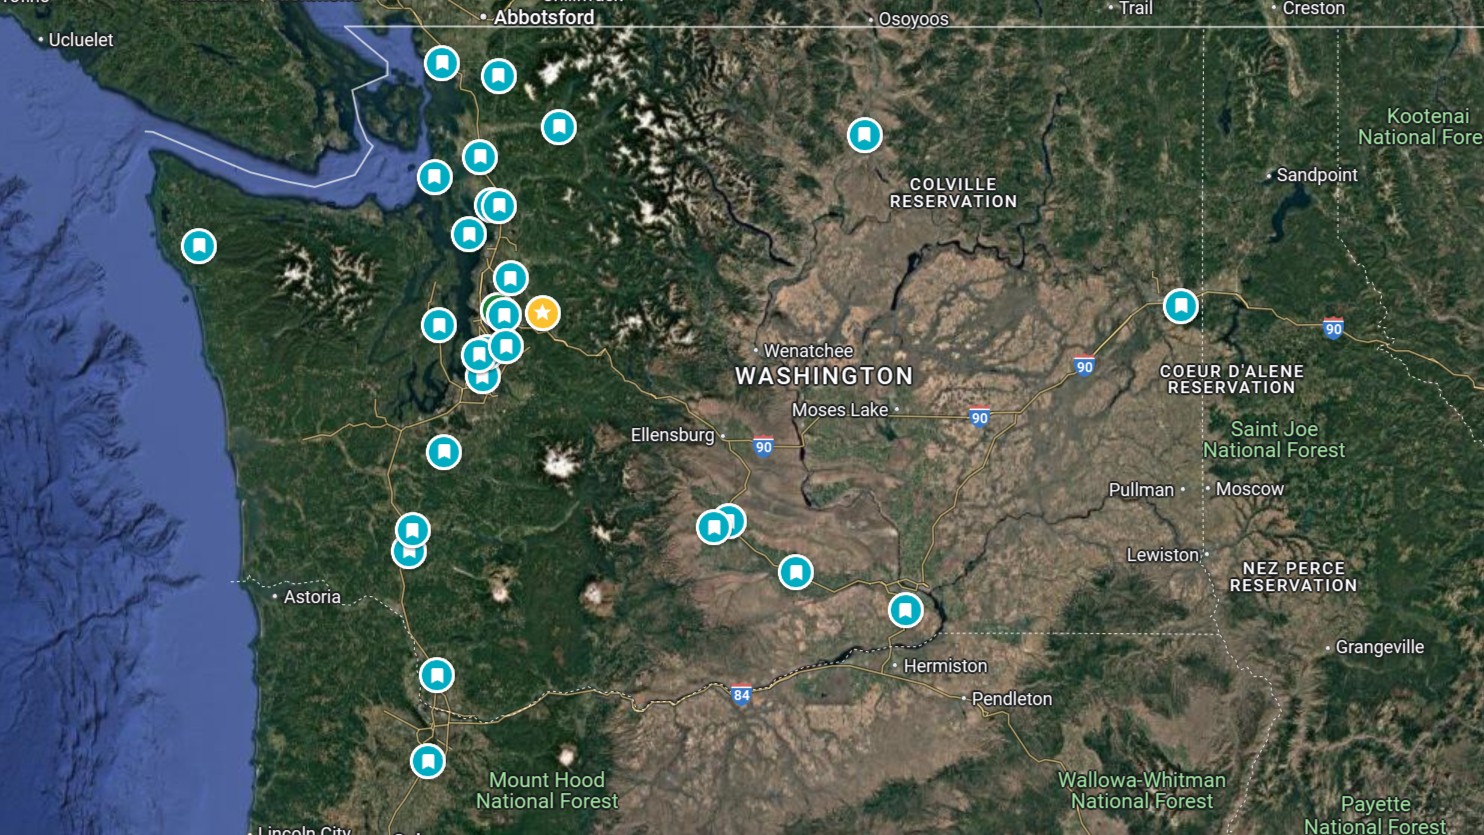 Abbotsford
Osoyoos
Trail
Creston
Ucluelet
Kootenai
National Fore
Sandpoint
COLVILLE
RESERVATION
90
Wenatchee
WASHINGTON
90
COEUR D'ALENE
RESERVATION
Moses Lake
90
Ellensburg
90
Saint Joe
National Forest
Pullman
Moscow
Lewiston
NEZ PERCE
RESERVATION
Astoria
Grangeville
Hermiston
84
Pendleton
Mount Hood
National Forest
Wallowa-Whitman
National Forest
Payette
National Forest
Lincoln City